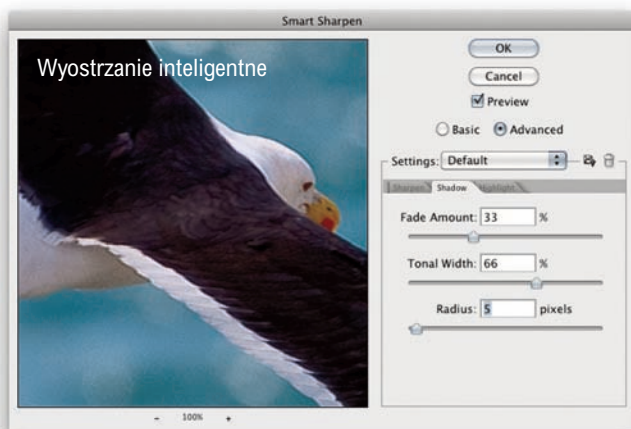 Smart Sharpen
Wyostrzanie inteligentne
OK
Cancel
Preview
Basic Advanced
Settings: Default
Sharpen Shadow Highlight
Fade Amount: 33 %
Tonal Width: 66 %
Radius: 5 pixels
- 100% +